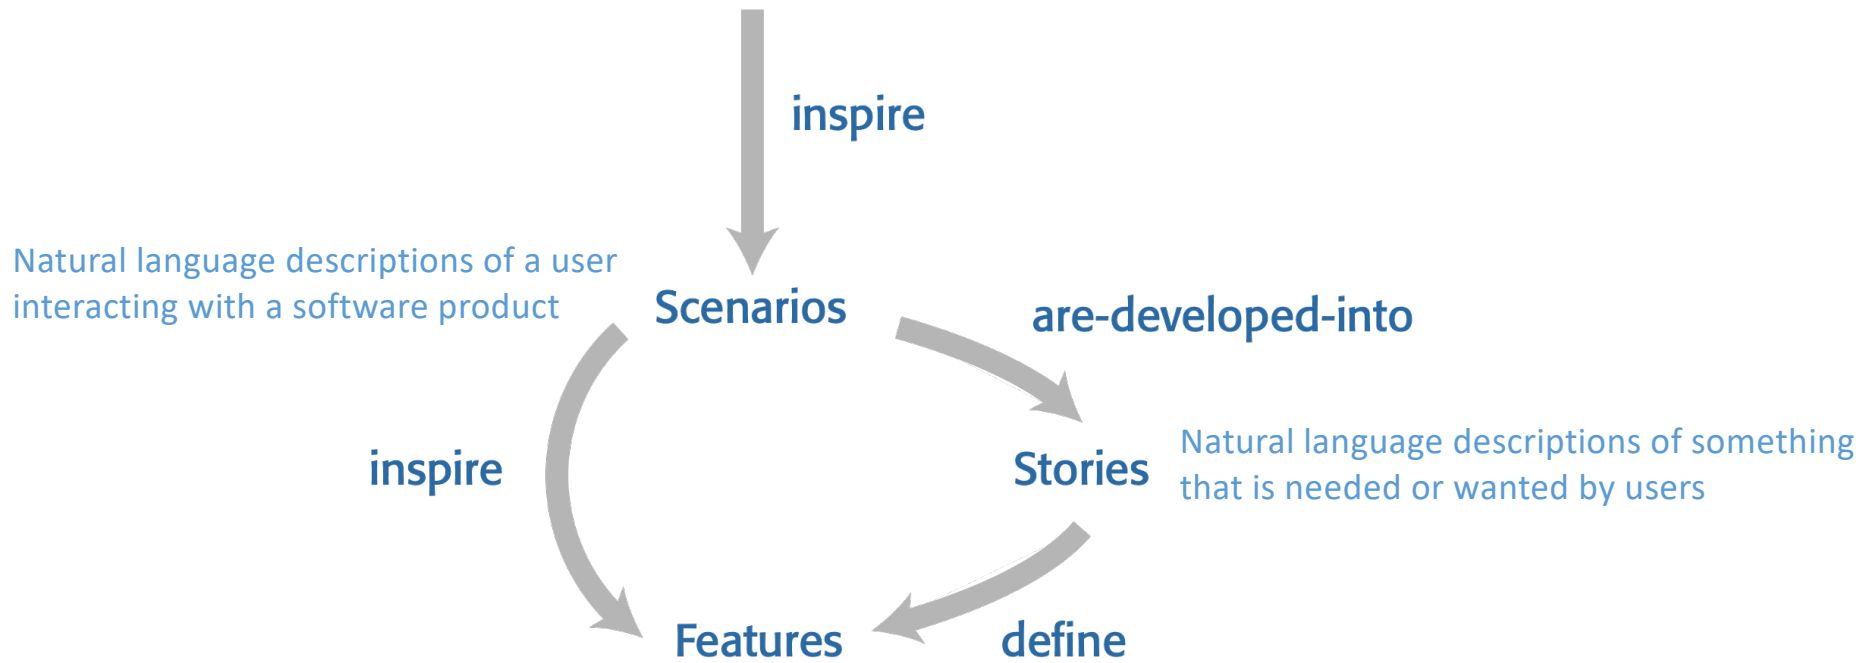 inspire
Natural language descriptions of a user
interacting with a software product
Scenarios
are-developed-into
inspire
Stories
Natural language descriptions of something
that is needed or wanted by users
Features
define